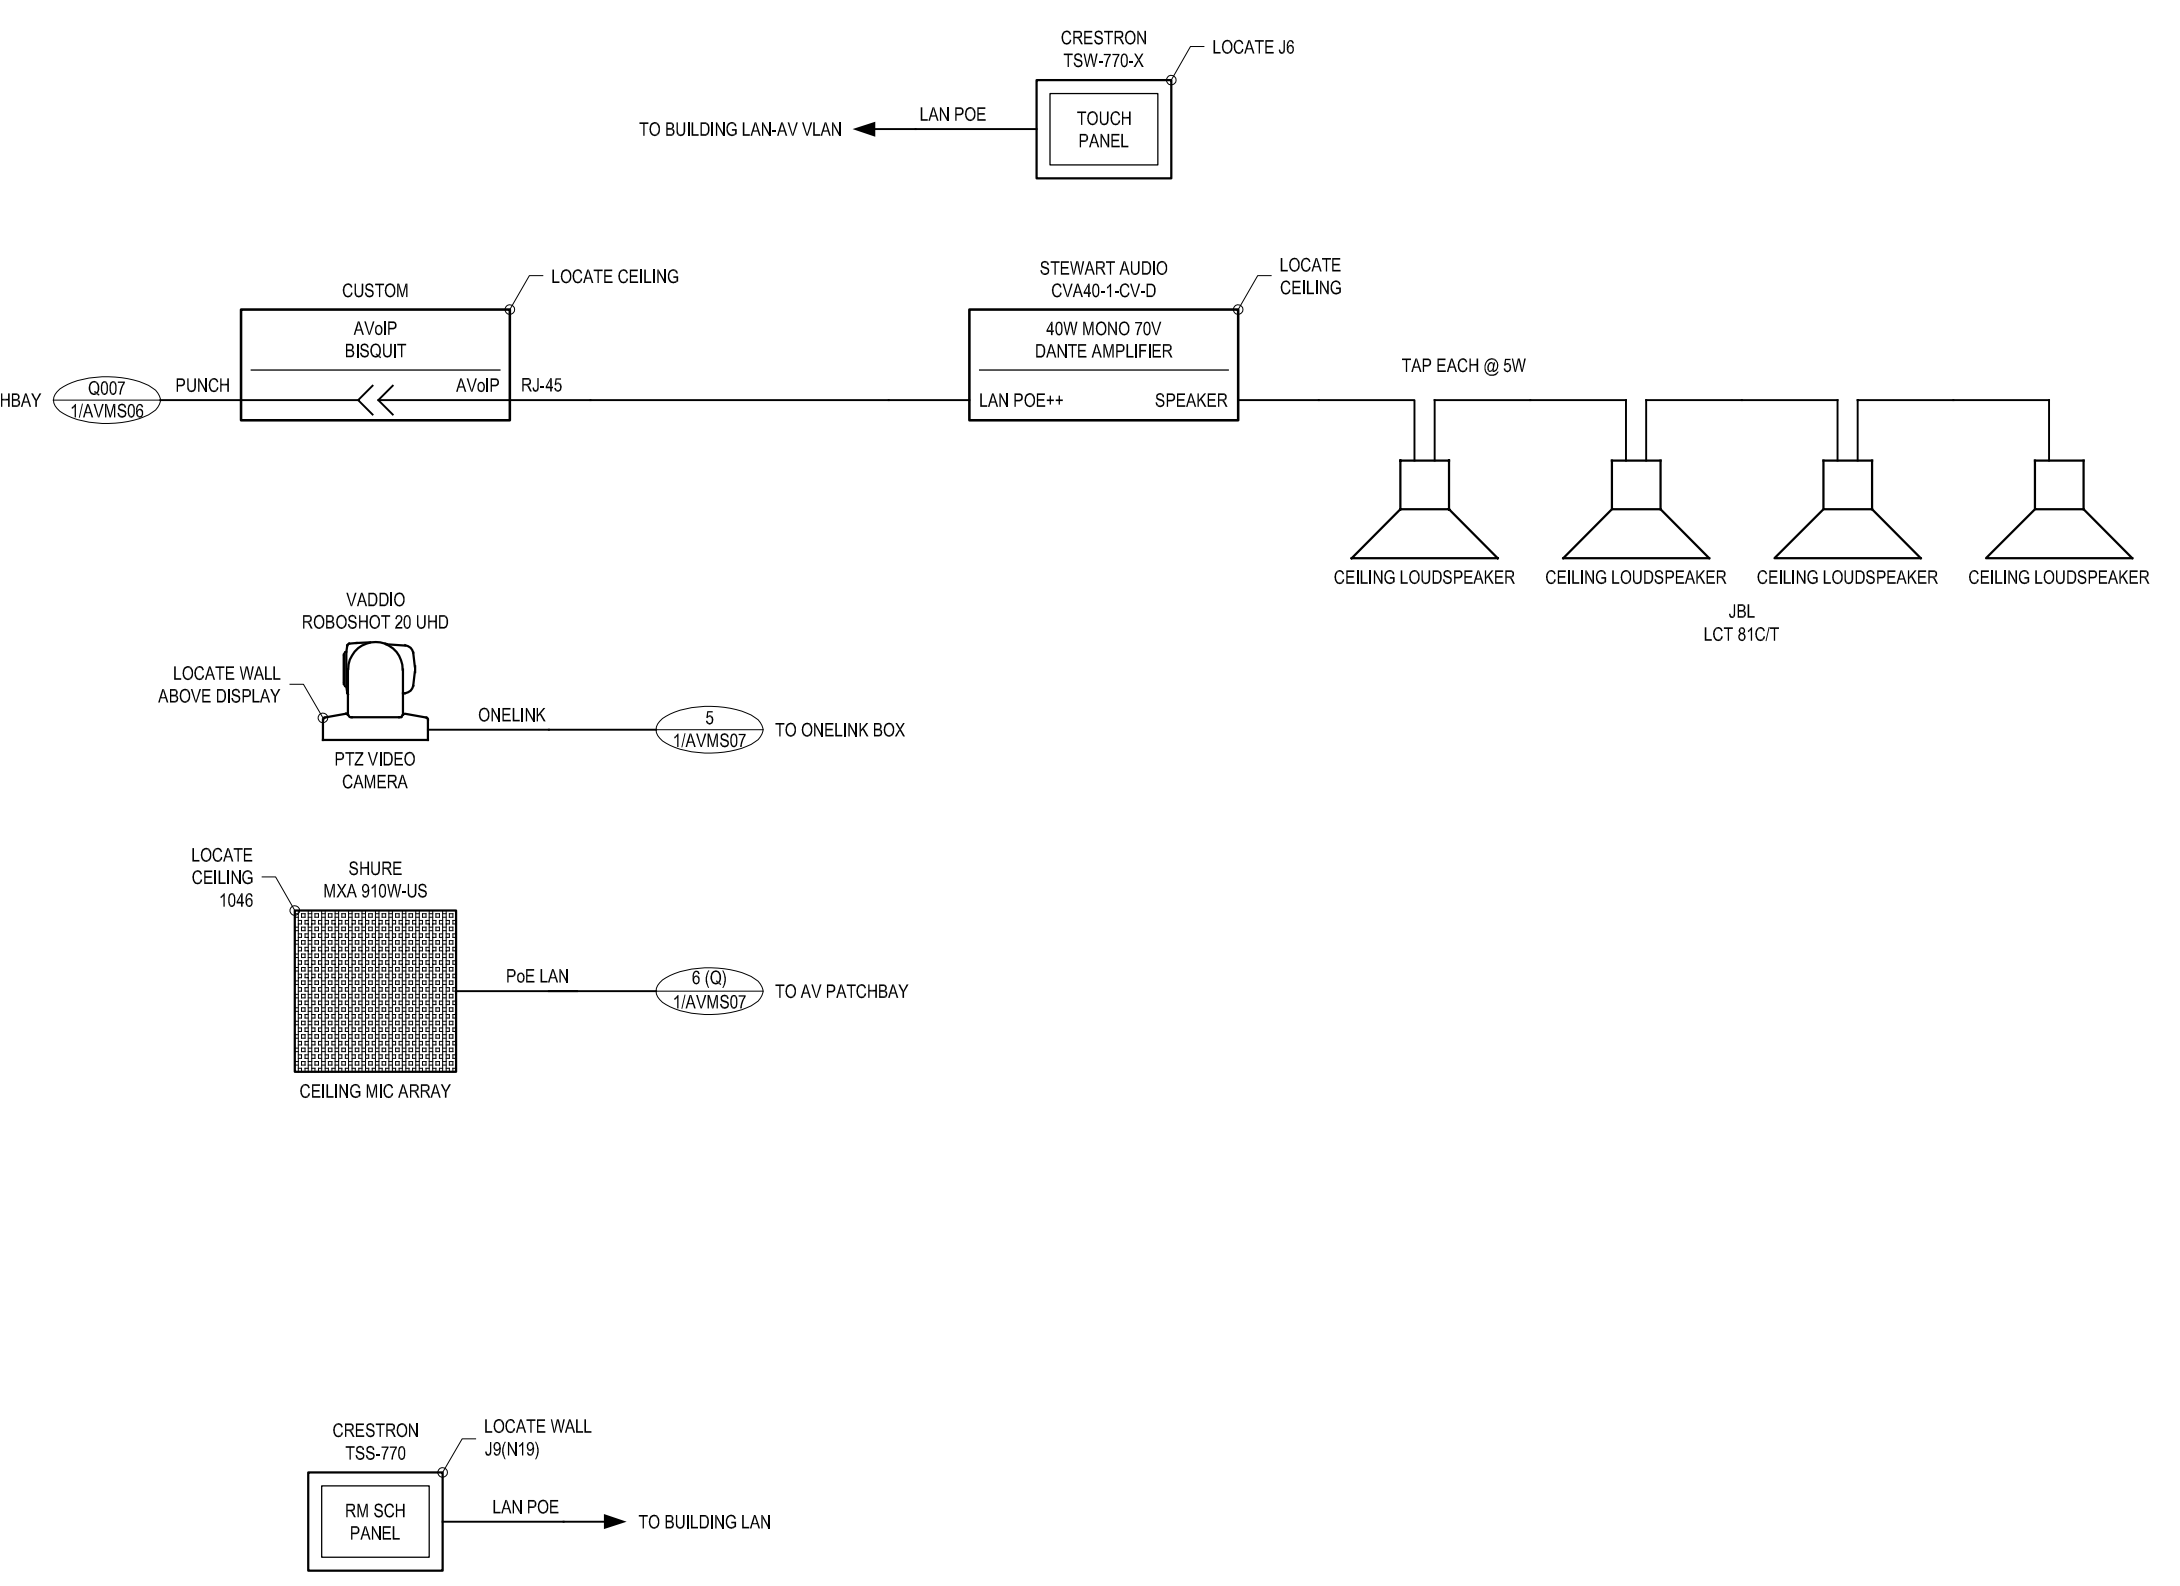 CRESTRON
TSW-770-X
LOCATE J6
TO BUILDING LAN-AV VLAN
LAN POE
TOUCH
PANEL
CUSTOM
LOCATE CEILING
AVoIP
BISQUIT
HBAY
Q007
1/AVMS06
PUNCH
AVoIP
RJ-45
STEWART AUDIO
CVA40-1-CV-D
LOCATE
CEILING
40W MONO 70V
DANTE AMPLIFIER
LAN POE++
SPEAKER
TAP EACH @ 5W
CEILING LOUDSPEAKER
CEILING LOUDSPEAKER
CEILING LOUDSPEAKER
CEILING LOUDSPEAKER
JBL
LCT 81C/T
VADDIO
ROBOSHOT 20 UHD
LOCATE WALL
ABOVE DISPLAY
ONELINK
5
1/AVMS07
TO ONELINK BOX
PTZ VIDEO
CAMERA
LOCATE
CEILING
1046
SHURE
MXA 910W-US
PoE LAN
6 (Q)
1/AVMS07
TO AV PATCHBAY
CEILING MIC ARRAY
CRESTRON
TSS-770
LOCATE WALL
J9(N19)
RM SCH
PANEL
LAN POE
TO BUILDING LAN